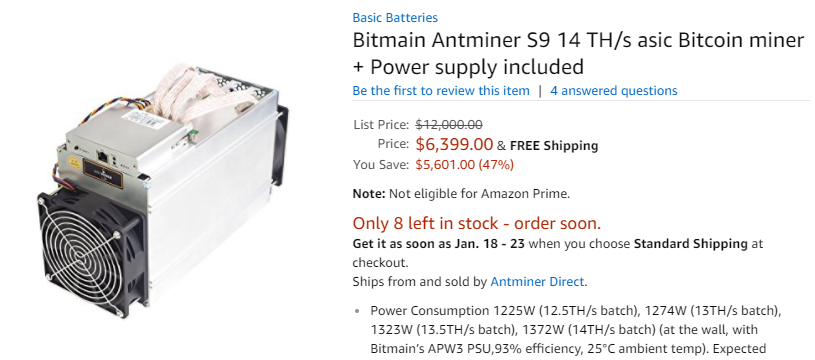 Basic Batteries
Bitmain Antminer S9 14 TH/s asic Bitcoin miner
+ Power supply included
Be the first to review this item | 4 answered questions
List Price: $12,000.00
Price: $6,399.00 & FREE Shipping
You Save: $5,601.00 (47%)
Note: Not eligible for Amazon Prime.
Only 8 left in stock - order soon.
Get it as soon as Jan. 18 - 23 when you choose Standard Shipping at
checkout.
Ships from and sold by Antminer Direct.
• Power Consumption 1225W (12.5TH/s batch), 1274W (13TH/s batch),
1323W (13.5TH/s batch), 1372W (14TH/s batch) (at the wall, with
Bitmain's APW3 PSU,93% efficiency, 25°C ambient temp). Expected